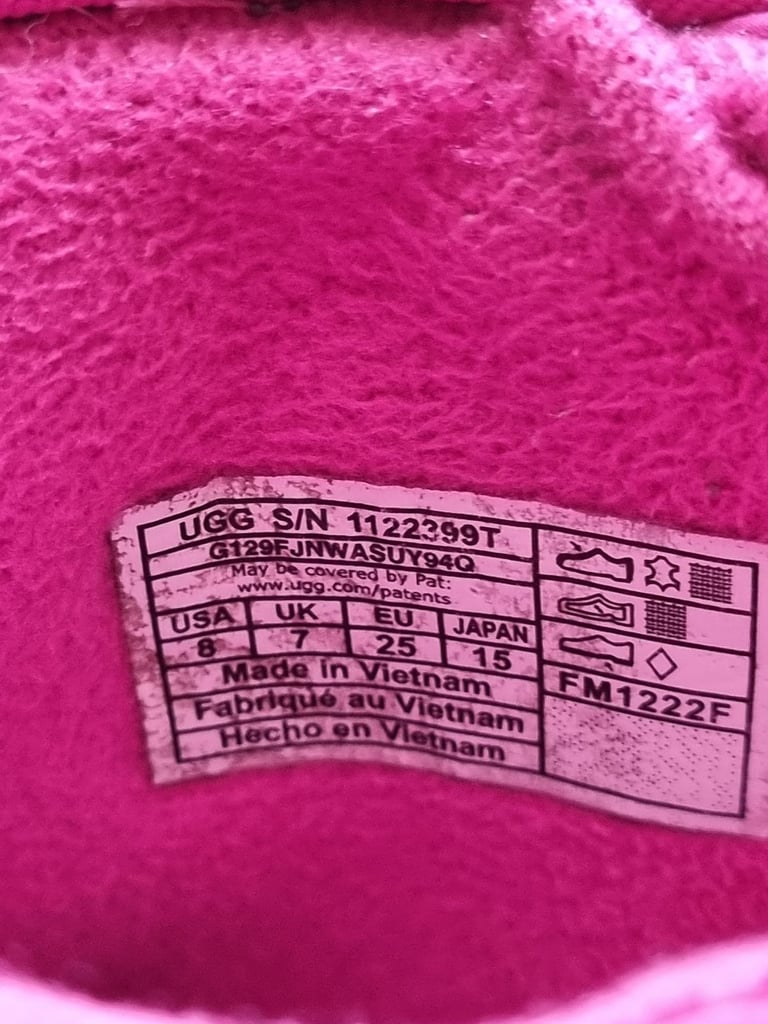 UGG S/N 1122399T
G129FJNWASUY94Q
May be covered by Pat:
www.ugg.com/patents
USA UK EU JAPAN
8 7 25 15
Made in Vietnam
Fabriqué au Vietnam
Hecho en Vietnam
FM1222F